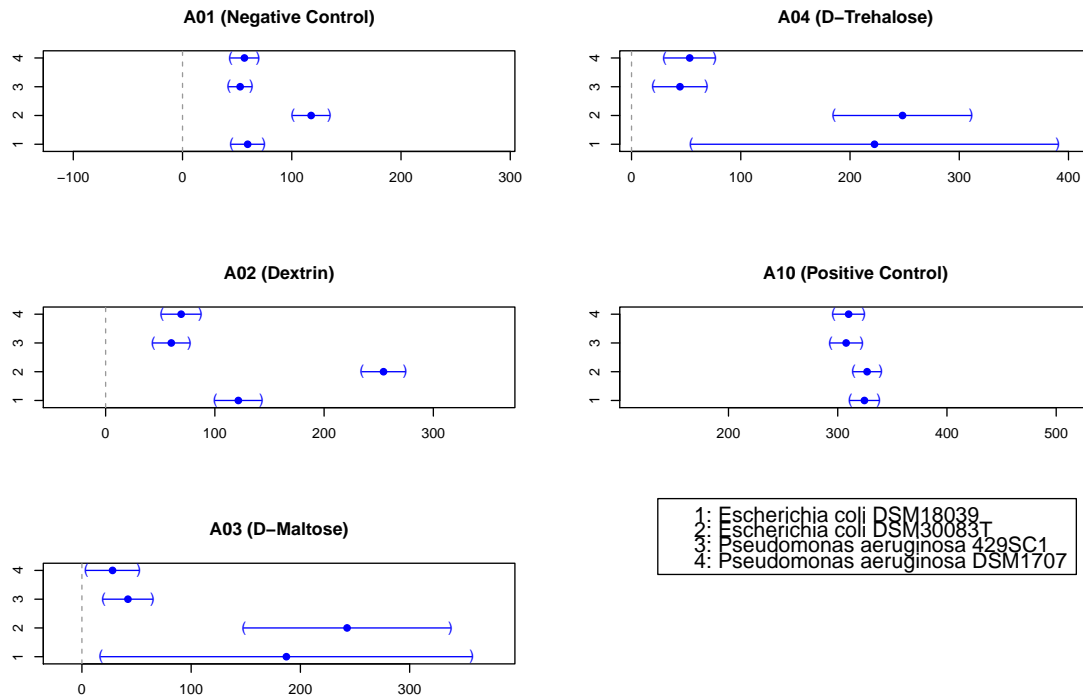 A01 (Negative Control)
4
3
2
1
−100 0 100 200 300
A04 (D−Trehalose)
4
3
2
1
0 100 200 300 400
A02 (Dextrin)
4
3
2
1
0 100 200 300
A10 (Positive Control)
4
3
2
1
200 300 400 500
A03 (D−Maltose)
4
3
2
1
0 100 200 300
1: Escherichia coli DSM18039
2: Escherichia coli DSM30083T
3: Pseudomonas aeruginosa 429SC1
4: Pseudomonas aeruginosa DSM1707